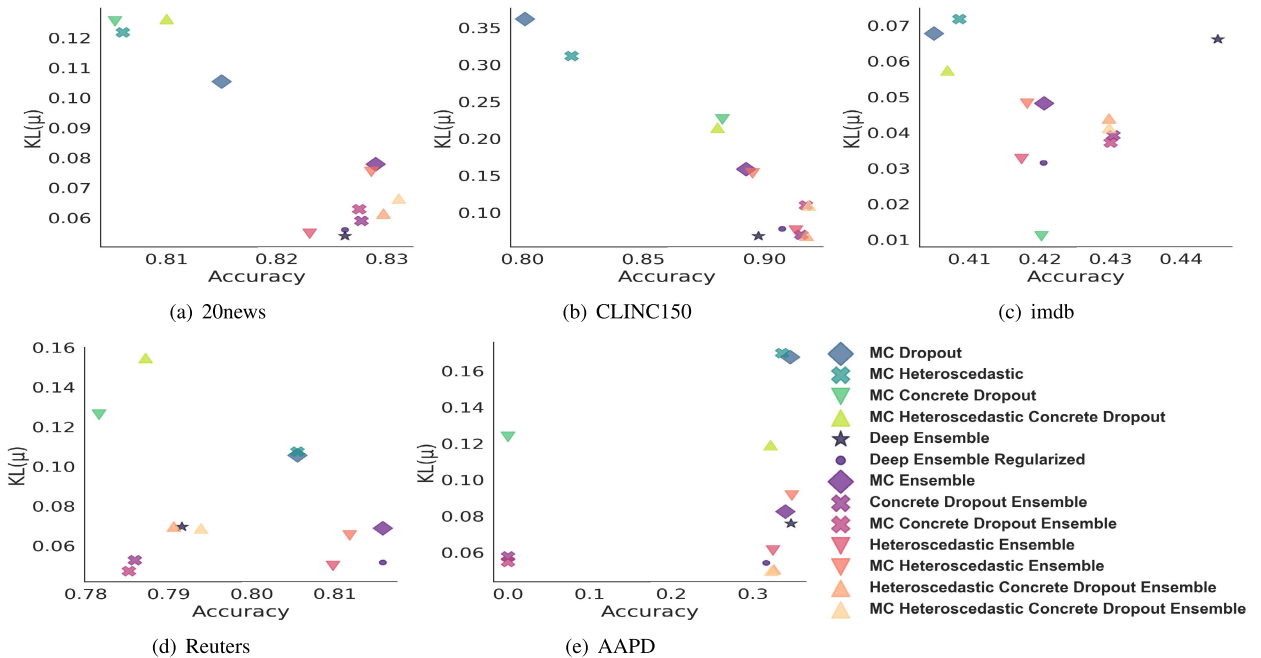 KL(μ)
0.12
0.11
0.10
0.09
0.08
0.07
0.06
0.81
0.82
0.83
Accuracy
(a) 20news
KL(μ)
0.35
0.30
0.25
0.20
0.15
0.10
0.80
0.85
0.90
Accuracy
(b) CLINC150
KL(μ)
0.07
0.06
0.05
0.04
0.03
0.02
0.01
0.41
0.42
0.43
0.44
Accuracy
(c) imdb
KL(μ)
0.16
0.14
0.12
0.10
0.08
0.06
0.78
0.79
0.80
0.81
Accuracy
(d) Reuters
KL(μ)
0.16
0.14
0.12
0.10
0.08
0.06
0.0
0.1
0.2
0.3
Accuracy
(e) AAPD
MC Dropout
MC Heteroscedastic
MC Concrete Dropout
MC Heteroscedastic Concrete Dropout
Deep Ensemble
Deep Ensemble Regularized
MC Ensemble
Concrete Dropout Ensemble
MC Concrete Dropout Ensemble
Heteroscedastic Ensemble
MC Heteroscedastic Ensemble
Heteroscedastic Concrete Dropout Ensemble
MC Heteroscedastic Concrete Dropout Ensemble